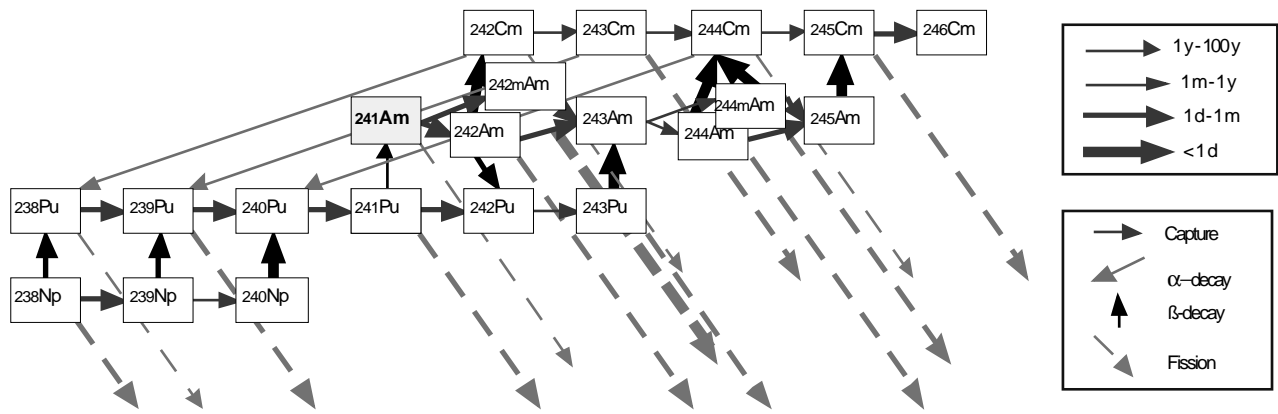 242Cm 243Cm 244Cm 245Cm 246Cm
242mAm
244mAm
241Am 242Am 243Am 244Am 245Am
238Pu 239Pu 240Pu 241Pu 242Pu 243Pu
238Np 239Np 240Np
1y-100y
1m-1y
1d-1m
<1d
Capture
α-decay
ß-decay
Fission